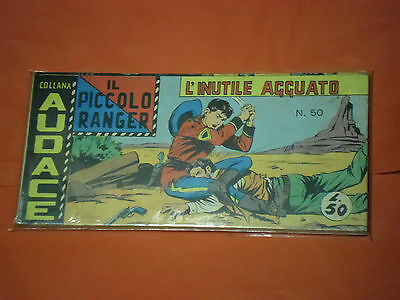 COLLANA
AUDACE
IL
PICCOLO
RANGER
L'INUTILE AGGUATO
N. 50
L.
50